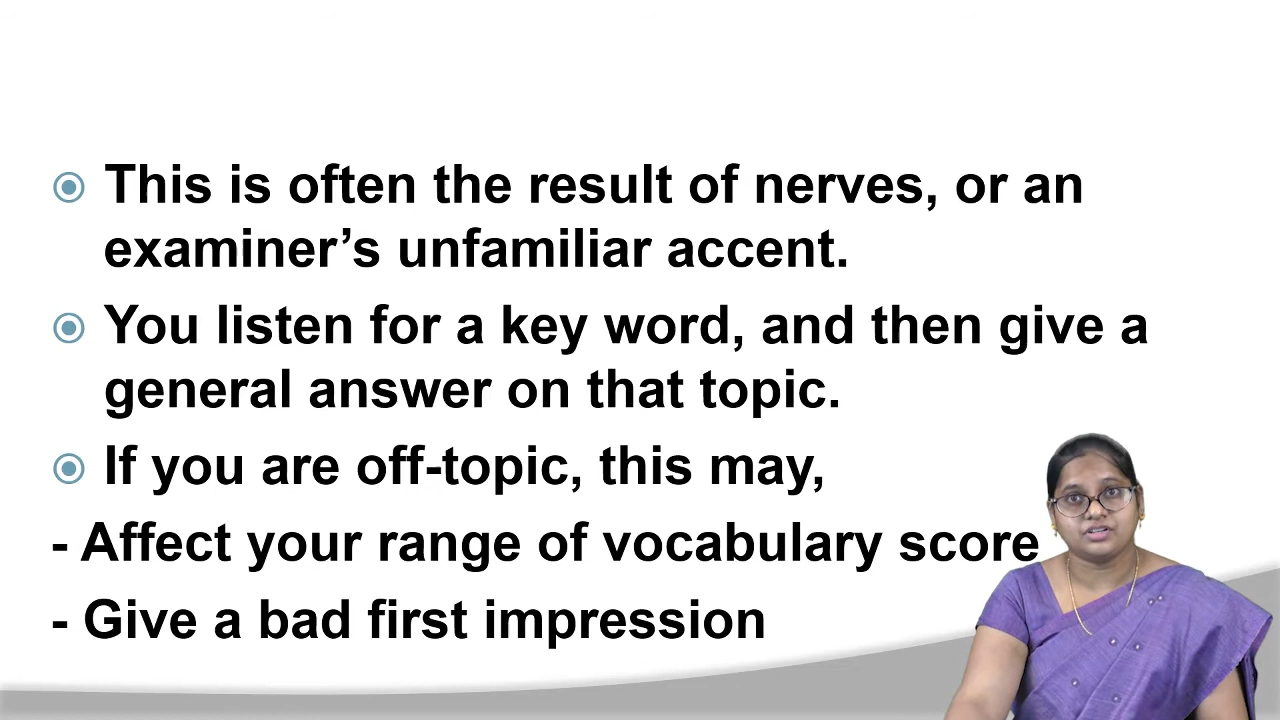 This is often the result of nerves, or an
examiner’s unfamiliar accent.
You listen for a key word, and then give a
general answer on that topic.
If you are off-topic, this may,
- Affect your range of vocabulary score
- Give a bad first impression